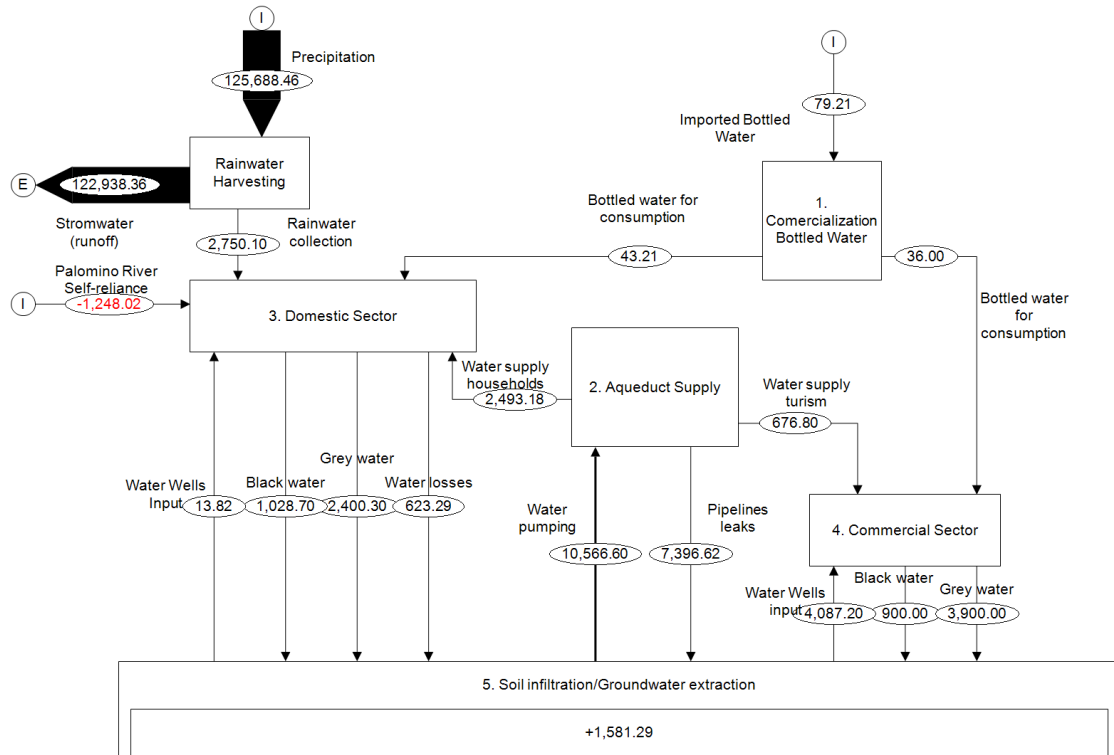 I
Precipitation
125,688.46
I
79.21
Imported Bottled
Water
Rainwater
Harvesting
E
122,938.36
Stromwater
(runoff)
2,750.10
Rainwater
collection
Bottled water for
consumption
43.21
1.
Comercialization
Bottled Water
36.00
Bottled water
for
consumption
Palomino River
Self-reliance
I
-1,248.02
3. Domestic Sector
Water supply
households
2,493.18
2. Aqueduct Supply
Water supply
turism
676.80
Water Wells
Input
13.82
Black water
1,028.70
Grey water
2,400.30
Water losses
623.29
Water
pumping
10,566.60
Pipelines
leaks
7,396.62
4. Commercial Sector
Water Wells
input
4,087.20
Black water
900.00
Grey water
3,900.00
5. Soil infiltration/Groundwater extraction
+1,581.29